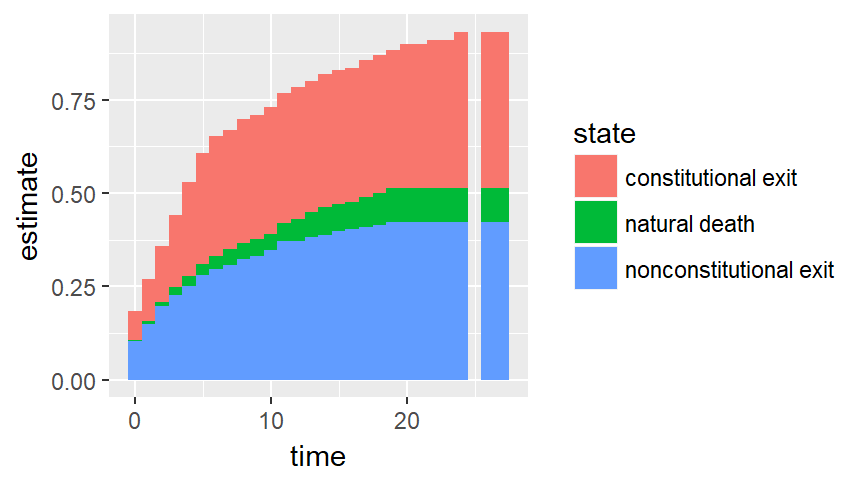 0.75
0.50
0.25
0.00
estimate
0
10
20
time
state
constitutional exit
natural death
nonconstitutional exit